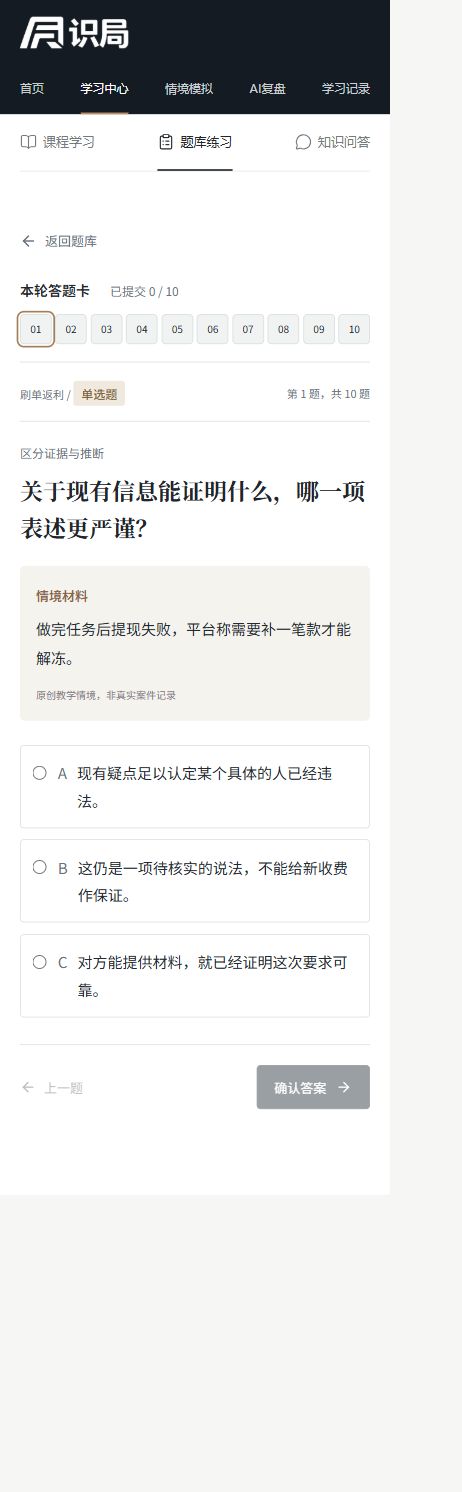 识局
首页 学习中心 情境模拟 AI复盘 学习记录
课程学习 题库练习 知识问答
返回题库
本轮答题卡 已提交 0 / 10
01 02 03 04 05 06 07 08 09 10
刷单返利 / 单选题 第 1 题，共 10 题
区分证据与推断
关于现有信息能证明什么，哪一项
表述更严谨？
情境材料
做完任务后提现失败，平台称需要补一笔款才能
解冻。
原创教学情境，非真实案件记录
A 现有疑点足以认定某个具体的人已经违
法。
B 这仍是一项待核实的说法，不能给新收费
作保证。
C 对方能提供材料，就已经证明这次要求可
靠。
上一题 确认答案